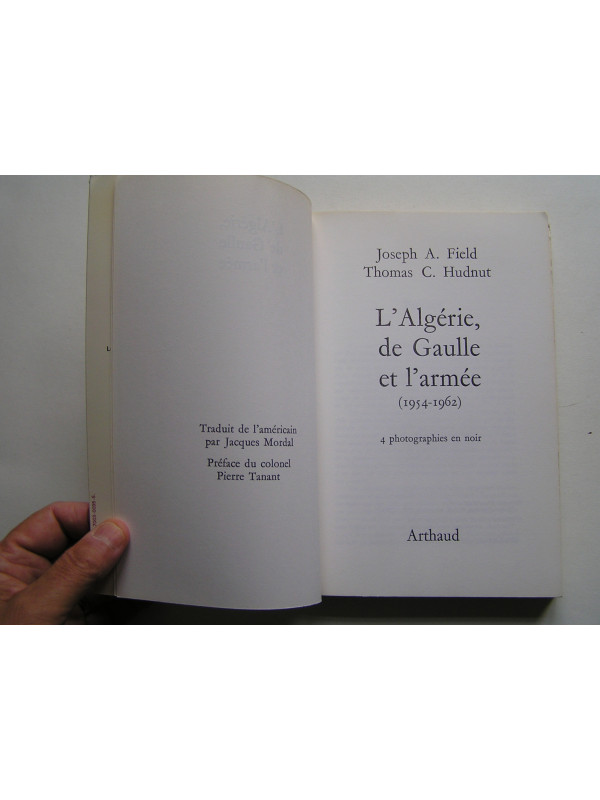 Traduit de l'américain
par Jacques Mordal
Préface du colonel
Pierre Tanant
Joseph A. Field
Thomas C. Hudnut
L'Algérie,
de Gaulle
et l'armée
(1954-1962)
4 photographies en noir
Arthaud